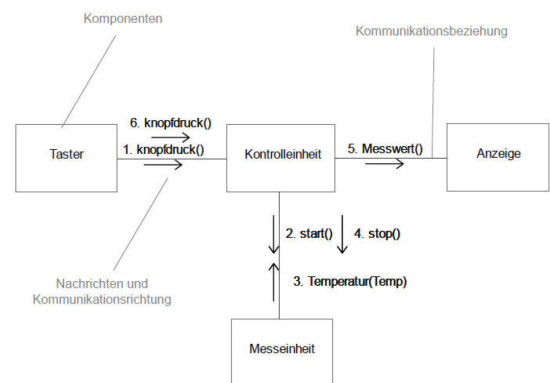 Komponenten
Kommunikationsbeziehung
6. knopfdruck()
1. knopfdruck()
Taster
Kontrolleinheit
5. Messwert()
Anzeige
2. start()
4. stop()
3. Temperatur(Temp)
Nachrichten und
Kommunikationsrichtung
Messeinheit